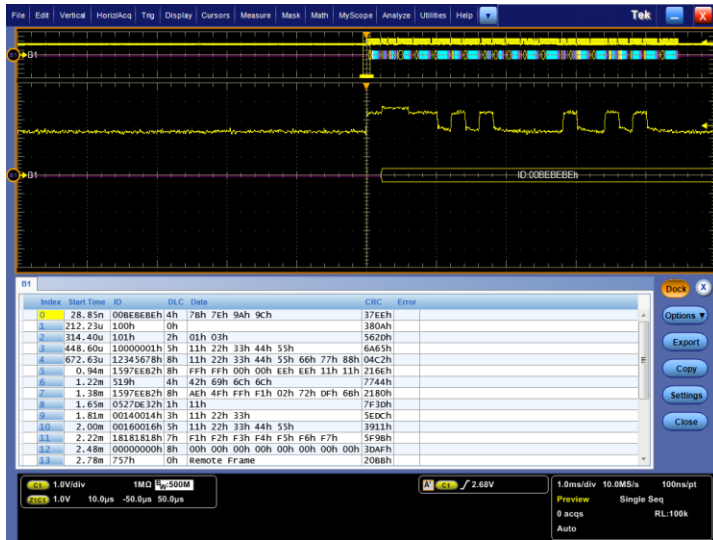 File Edit Vertical Horiz/Acq Trig Display Cursors Measure Mask Math MyScope Analyze Utilities Help Tek X
B1 B1
B1 B1 ID:00BEBEBEh
B1
Dock X
Index Start Time ID DLC Data CRC Error
0 28.85n 00BEBEBEh 4h 7Bh 7Eh 9Ah 9Ch 37EEh
1 212.23u 100h 0h 380Ah
2 314.40u 101h 2h 01h 03h 562Dh
3 448.60u 10000001h 5h 11h 22h 33h 44h 55h 6A65h
4 672.63u 12345678h 8h 11h 22h 33h 44h 55h 66h 77h 88h 04C2h
5 0.94m 1597EEB2h 8h FFh FFh 00h 00h EEh EEh 11h 11h 216Eh
6 1.22m 519h 4h 42h 69h 6Ch 6Ch 7744h
7 1.38m 1597EEB2h 8h AEh 4Fh FFh F1h 02h 72h DFh 6Bh 2180h
8 1.65m 0527DE32h 1h 11h 7F3Dh
9 1.81m 00140014h 3h 11h 22h 33h 5EDCh
10 2.00m 00160016h 5h 11h 22h 33h 44h 55h 3911h
11 2.22m 18181818h 7h F1h F2h F3h F4h F5h F6h F7h 5F9Bh
12 2.48m 00000000h 8h 00h 00h 00h 00h 00h 00h 00h 00h 3DAFh
13 2.78m 757h 0h Remote Frame 20BBh
Options
Export
Copy
Settings
Close
C1 1.0V/div 1MΩ BW:500M
Z1C1 1.0V 10.0µs -50.0µs 50.0µs
A' C1 2.68V
1.0ms/div 10.0MS/s 100ns/pt
Preview Single Seq
0 acqs RL:100k
Auto